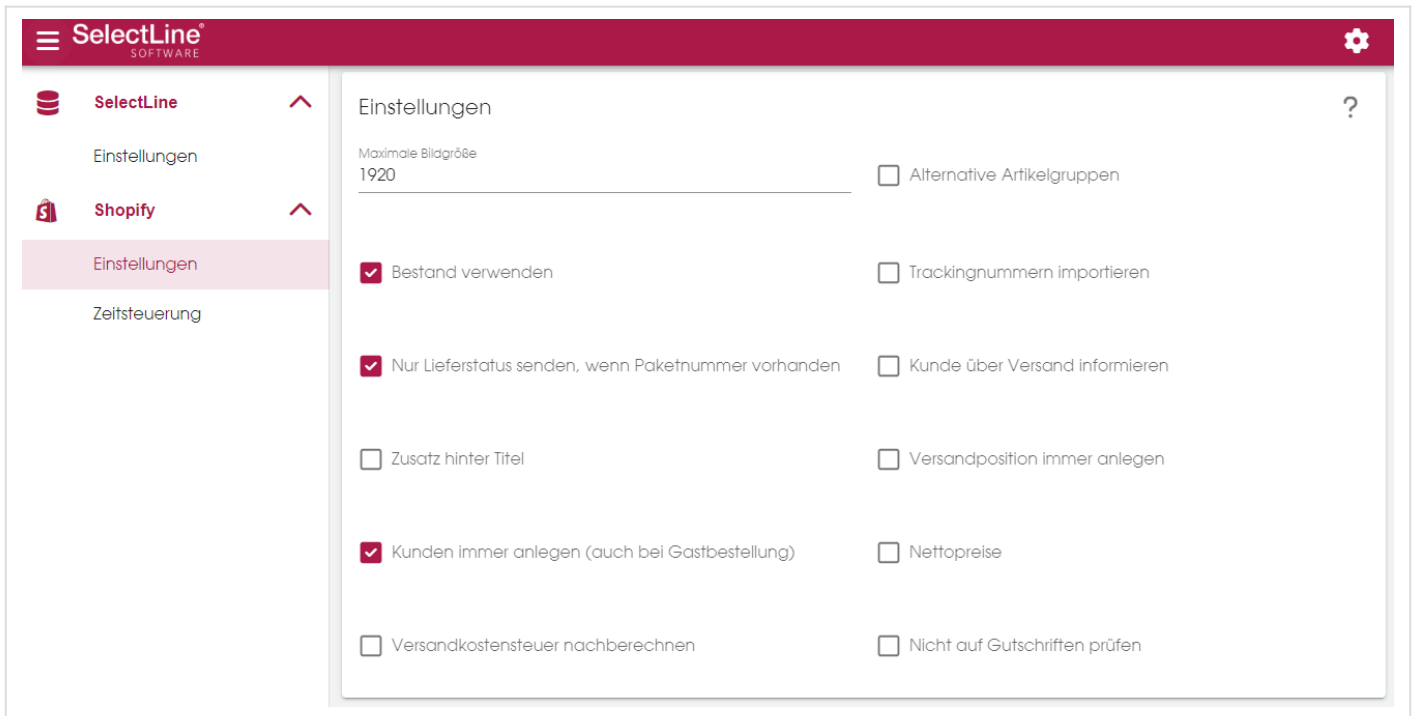 SelectLine®
SOFTWARE
SelectLine
Einstellungen
Shopify
Einstellungen
Zeitsteuerung
Einstellungen
?
Maximale Bildgröße
1920
Alternative Artikelgruppen
Bestand verwenden
Trackingnummern importieren
Nur Lieferstatus senden, wenn Paketnummer vorhanden
Kunde über Versand informieren
Zusatz hinter Titel
Versandposition immer anlegen
Kunden immer anlegen (auch bei Gastbestellung)
Nettopreise
Versandkostensteuer nachberechnen
Nicht auf Gutschriften prüfen